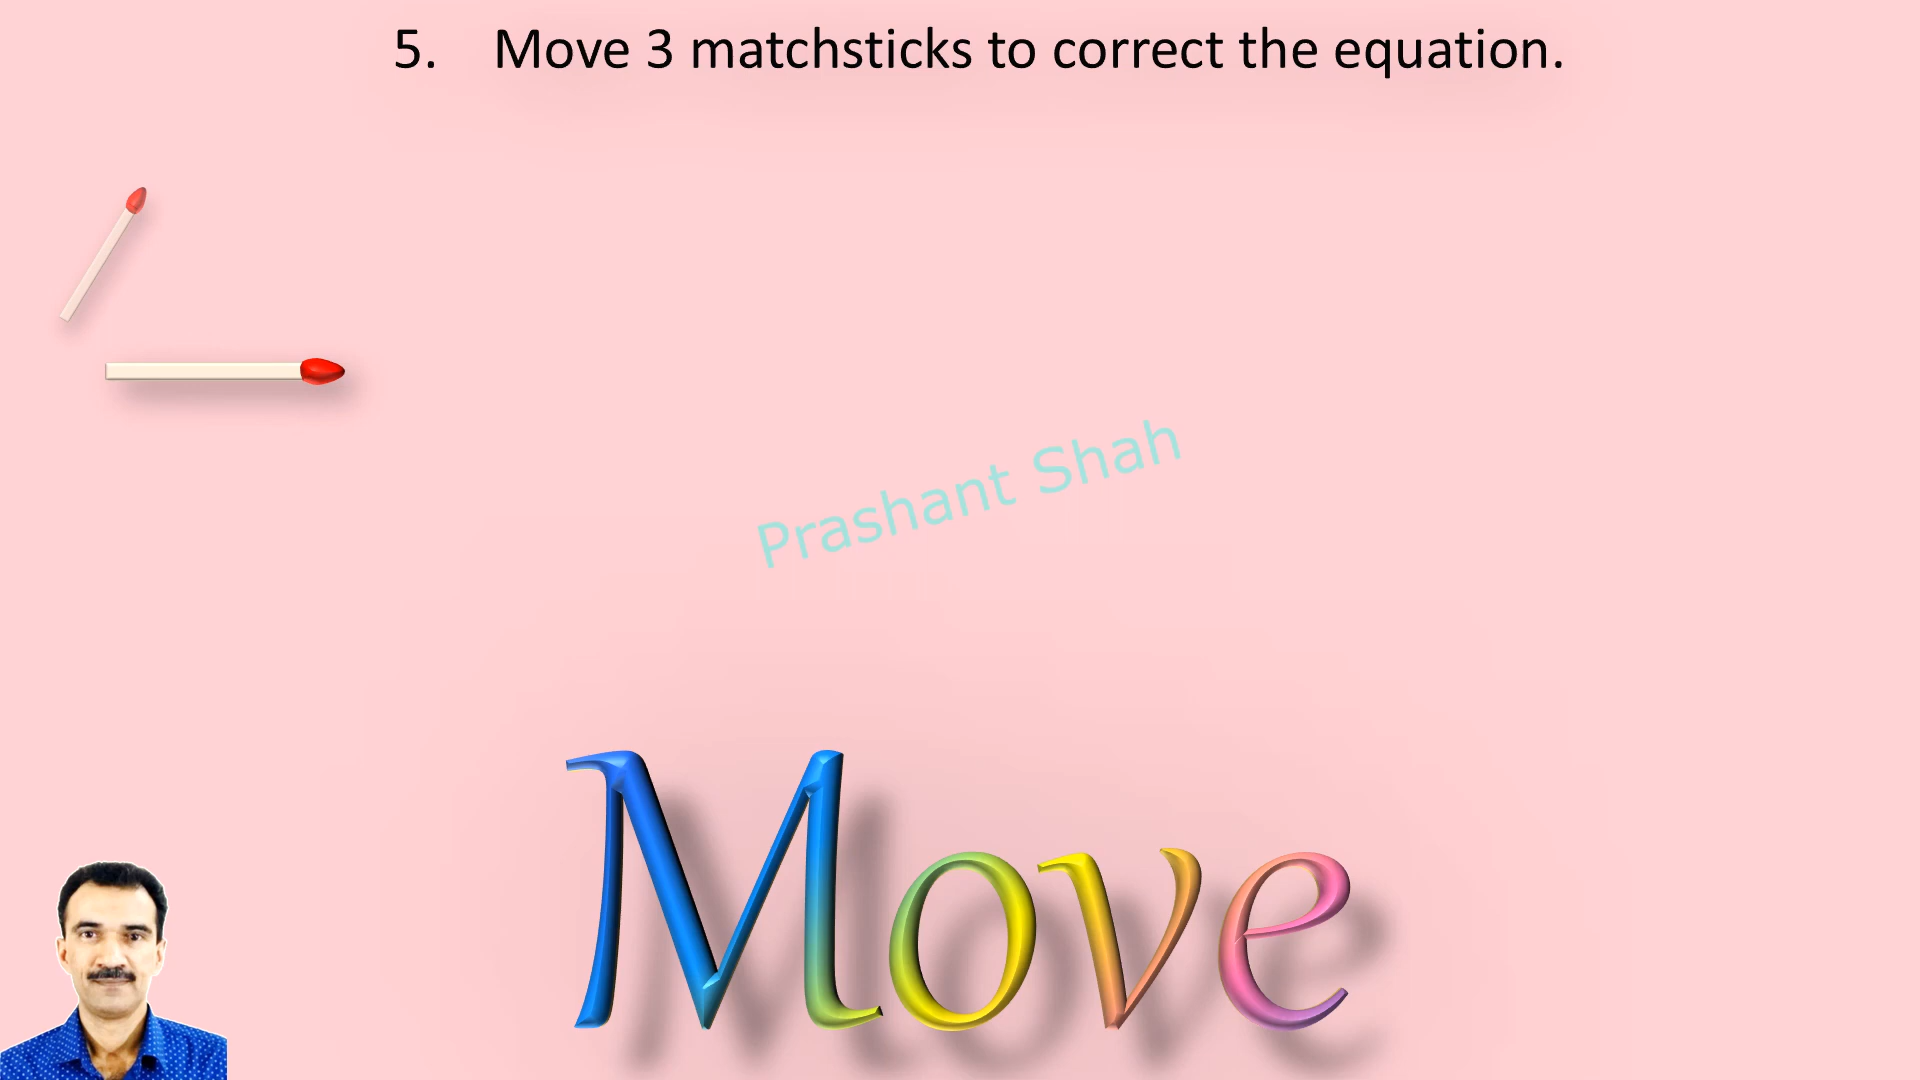 5. Move 3 matchsticks to correct the equation.
Prashant Shah
Move